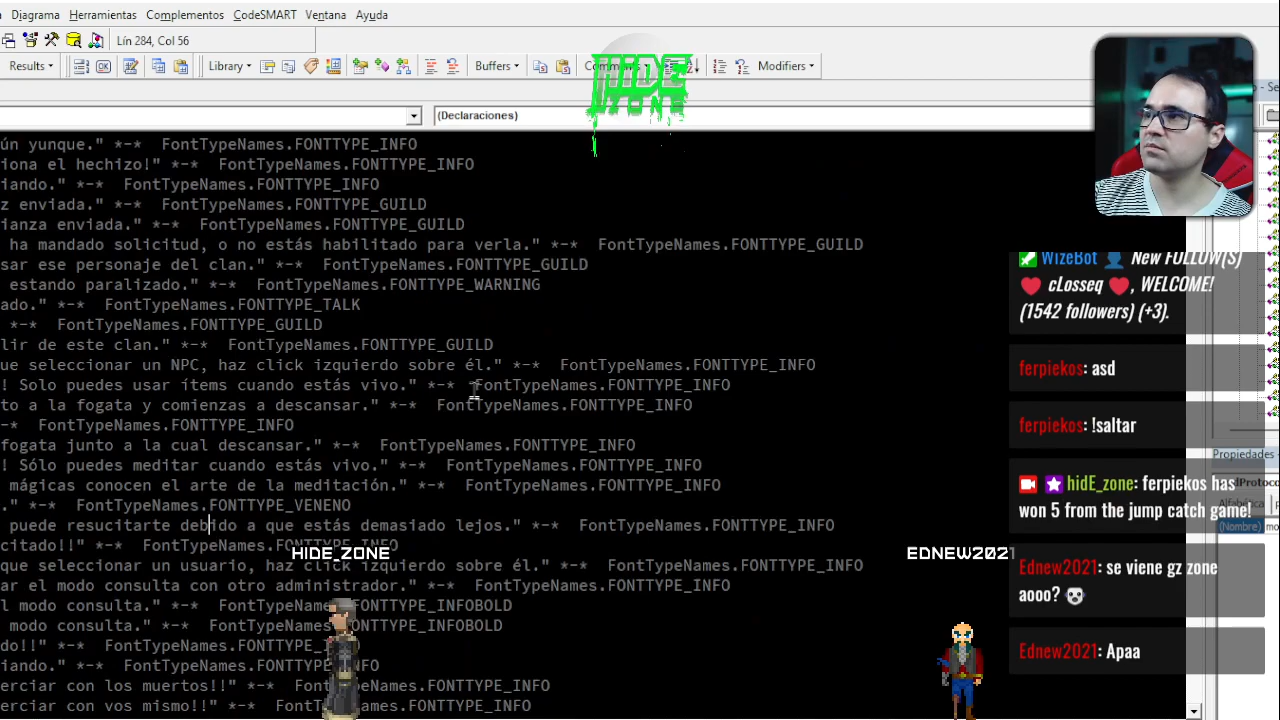 Diagrama Herramientas Complementos CodeSMART Ventana Ayuda
Lín 284, Col 56
Results Library Buffers Comments Modifiers
HIDE
ZONE
(Declaraciones)
ún yunque." *-* FontTypeNames.FONTTYPE_INFO
iona el hechizo!" *-* FontTypeNames.FONTTYPE_INFO
iando." *-* FontTypeNames.FONTTYPE_INFO
z enviada." *-* FontTypeNames.FONTTYPE_GUILD
ianza enviada." *-* FontTypeNames.FONTTYPE_GUILD
ha mandado solicitud, o no estás habilitado para verla." *-* FontTypeNames.FONTTYPE_GUILD
sar ese personaje del clan." *-* FontTypeNames.FONTTYPE_GUILD
estando paralizado." *-* FontTypeNames.FONTTYPE_WARNING
ado." *-* FontTypeNames.FONTTYPE_TALK
*-* FontTypeNames.FONTTYPE_GUILD
lir de este clan." *-* FontTypeNames.FONTTYPE_GUILD
ue seleccionar un NPC, haz click izquierdo sobre él." *-* FontTypeNames.FONTTYPE_INFO
! Solo puedes usar ítems cuando estás vivo." *-* FontTypeNames.FONTTYPE_INFO
to a la fogata y comienzas a descansar." *-* FontTypeNames.FONTTYPE_INFO
-* FontTypeNames.FONTTYPE_INFO
fogata junto a la cual descansar." *-* FontTypeNames.FONTTYPE_INFO
! Sólo puedes meditar cuando estás vivo." *-* FontTypeNames.FONTTYPE_INFO
mágicas conocen el arte de la meditación." *-* FontTypeNames.FONTTYPE_INFO
." *-* FontTypeNames.FONTTYPE_VENENO
puede resucitarte debido a que estás demasiado lejos." *-* FontTypeNames.FONTTYPE_INFO
citado!!" *-* FontTypeNames.FONTTYPE_INFO
que seleccionar un usuario, haz click izquierdo sobre él." *-* FontTypeNames.FONTTYPE_INFO
ar el modo consulta con otro administrador." *-* FontTypeNames.FONTTYPE_INFO
l modo consulta." *-* FontTypeNames.FONTTYPE_INFOBOLD
modo consulta." *-* FontTypeNames.FONTTYPE_INFOBOLD
do!!" *-* FontTypeNames.FONTTYPE_INFO
iando." *-* FontTypeNames.FONTTYPE_INFO
erciar con los muertos!!" *-* FontTypeNames.FONTTYPE_INFO
erciar con vos mismo!!" *-* FontTypeNames.FONTTYPE_INFO
HIDE_ZONE
EDNEW2021
WizeBot New FOLLOW(S)
cLosseq , WELCOME!
(1542 followers) (+3).
ferpiekos: asd
ferpiekos: !saltar
hidE_zone: ferpiekos has
won 5 from the jump catch game!
Ednew2021: se viene gz zone
aooo?
Ednew2021: Apaa
- Se
Propiedades -
(Nombre) mo